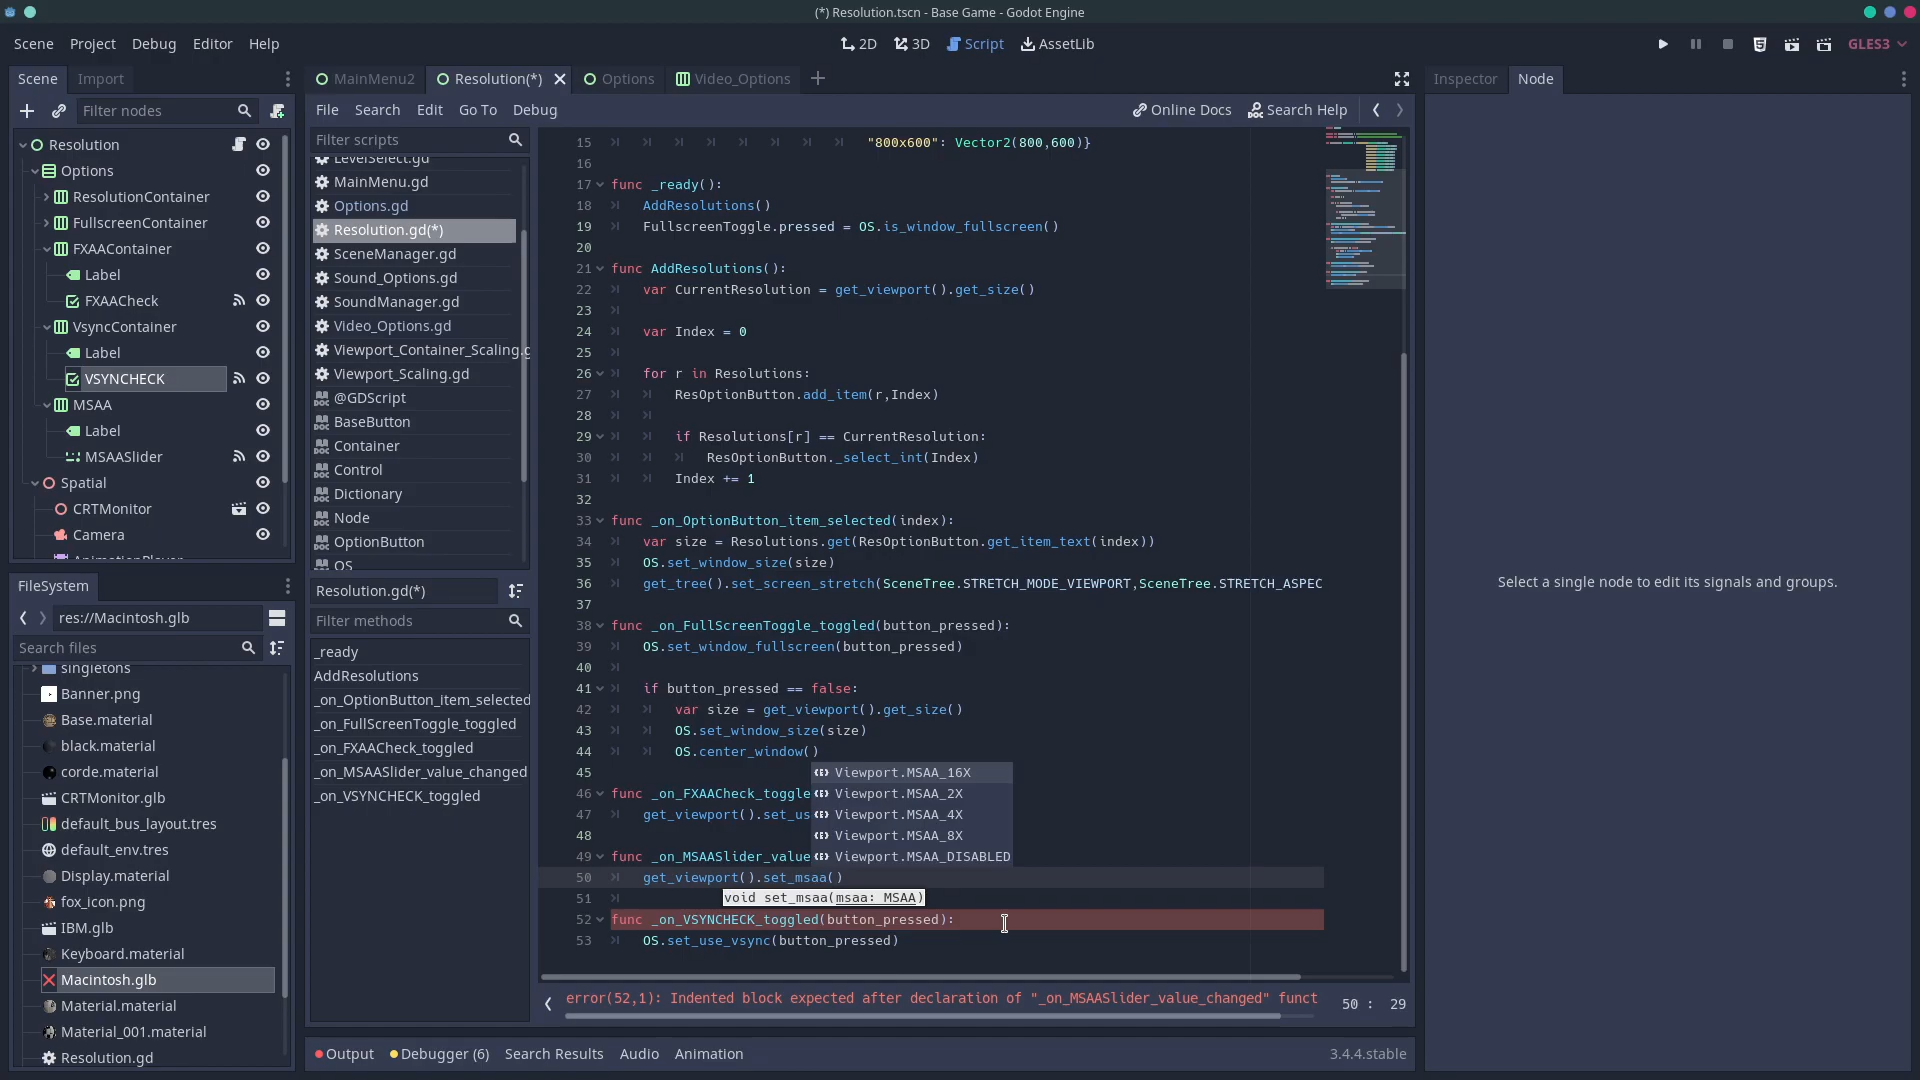 (*) Resolution.tscn - Base Game - Godot Engine
Scene Project Debug Editor Help
2D 3D Script AssetLib
GLES3
Scene Import
Filter nodes
Resolution
Options
ResolutionContainer
FullscreenContainer
FXAAContainer
Label
FXAACheck
VsyncContainer
Label
VSYNCHECK
MSAA
Label
MSAASlider
Spatial
CRTMonitor
Camera
AnimationPlayer
FileSystem
res://Macintosh.glb
Search files
singletons
Banner.png
Base.material
black.material
corde.material
CRTMonitor.glb
default_bus_layout.tres
default_env.tres
Display.material
fox_icon.png
IBM.glb
Keyboard.material
Macintosh.glb
Material.material
Material_001.material
Resolution.gd
MainMenu2 Resolution(*) Options Video_Options
File Search Edit Go To Debug
Online Docs Search Help
Filter scripts
LevelSelect.gd
MainMenu.gd
Options.gd
Resolution.gd(*)
SceneManager.gd
Sound_Options.gd
SoundManager.gd
Video_Options.gd
Viewport_Container_Scaling.g
Viewport_Scaling.gd
@GDScript
BaseButton
Container
Control
Dictionary
Node
OptionButton
OS
Resolution.gd(*)
Filter methods
_ready
AddResolutions
_on_OptionButton_item_selected
_on_FullScreenToggle_toggled
_on_FXAACheck_toggled
_on_MSAASlider_value_changed
_on_VSYNCHECK_toggled
15 "800x600": Vector2(800,600)}
16
17 func _ready():
18 AddResolutions()
19 FullscreenToggle.pressed = OS.is_window_fullscreen()
20
21 func AddResolutions():
22 var CurrentResolution = get_viewport().get_size()
23
24 var Index = 0
25
26 for r in Resolutions:
27 ResOptionButton.add_item(r,Index)
28
29 if Resolutions[r] == CurrentResolution:
30 ResOptionButton._select_int(Index)
31 Index += 1
32
33 func _on_OptionButton_item_selected(index):
34 var size = Resolutions.get(ResOptionButton.get_item_text(index))
35 OS.set_window_size(size)
36 get_tree().set_screen_stretch(SceneTree.STRETCH_MODE_VIEWPORT,SceneTree.STRETCH_ASPEC
37
38 func _on_FullScreenToggle_toggled(button_pressed):
39 OS.set_window_fullscreen(button_pressed)
40
41 if button_pressed == false:
42 var size = get_viewport().get_size()
43 OS.set_window_size(size)
44 OS.center_window()
45
46 func _on_FXAACheck_toggle
47 get_viewport().set_us
48
49 func _on_MSAASlider_value
50 get_viewport().set_msaa()
51
52 func _on_VSYNCHECK_toggled(button_pressed):
53 OS.set_use_vsync(button_pressed)
Viewport.MSAA_16X
Viewport.MSAA_2X
Viewport.MSAA_4X
Viewport.MSAA_8X
Viewport.MSAA_DISABLED
void set_msaa(msaa: MSAA)
error(52,1): Indented block expected after declaration of "_on_MSAASlider_value_changed" funct
50 : 29
Output Debugger (6) Search Results Audio Animation
3.4.4.stable
Inspector Node
Select a single node to edit its signals and groups.